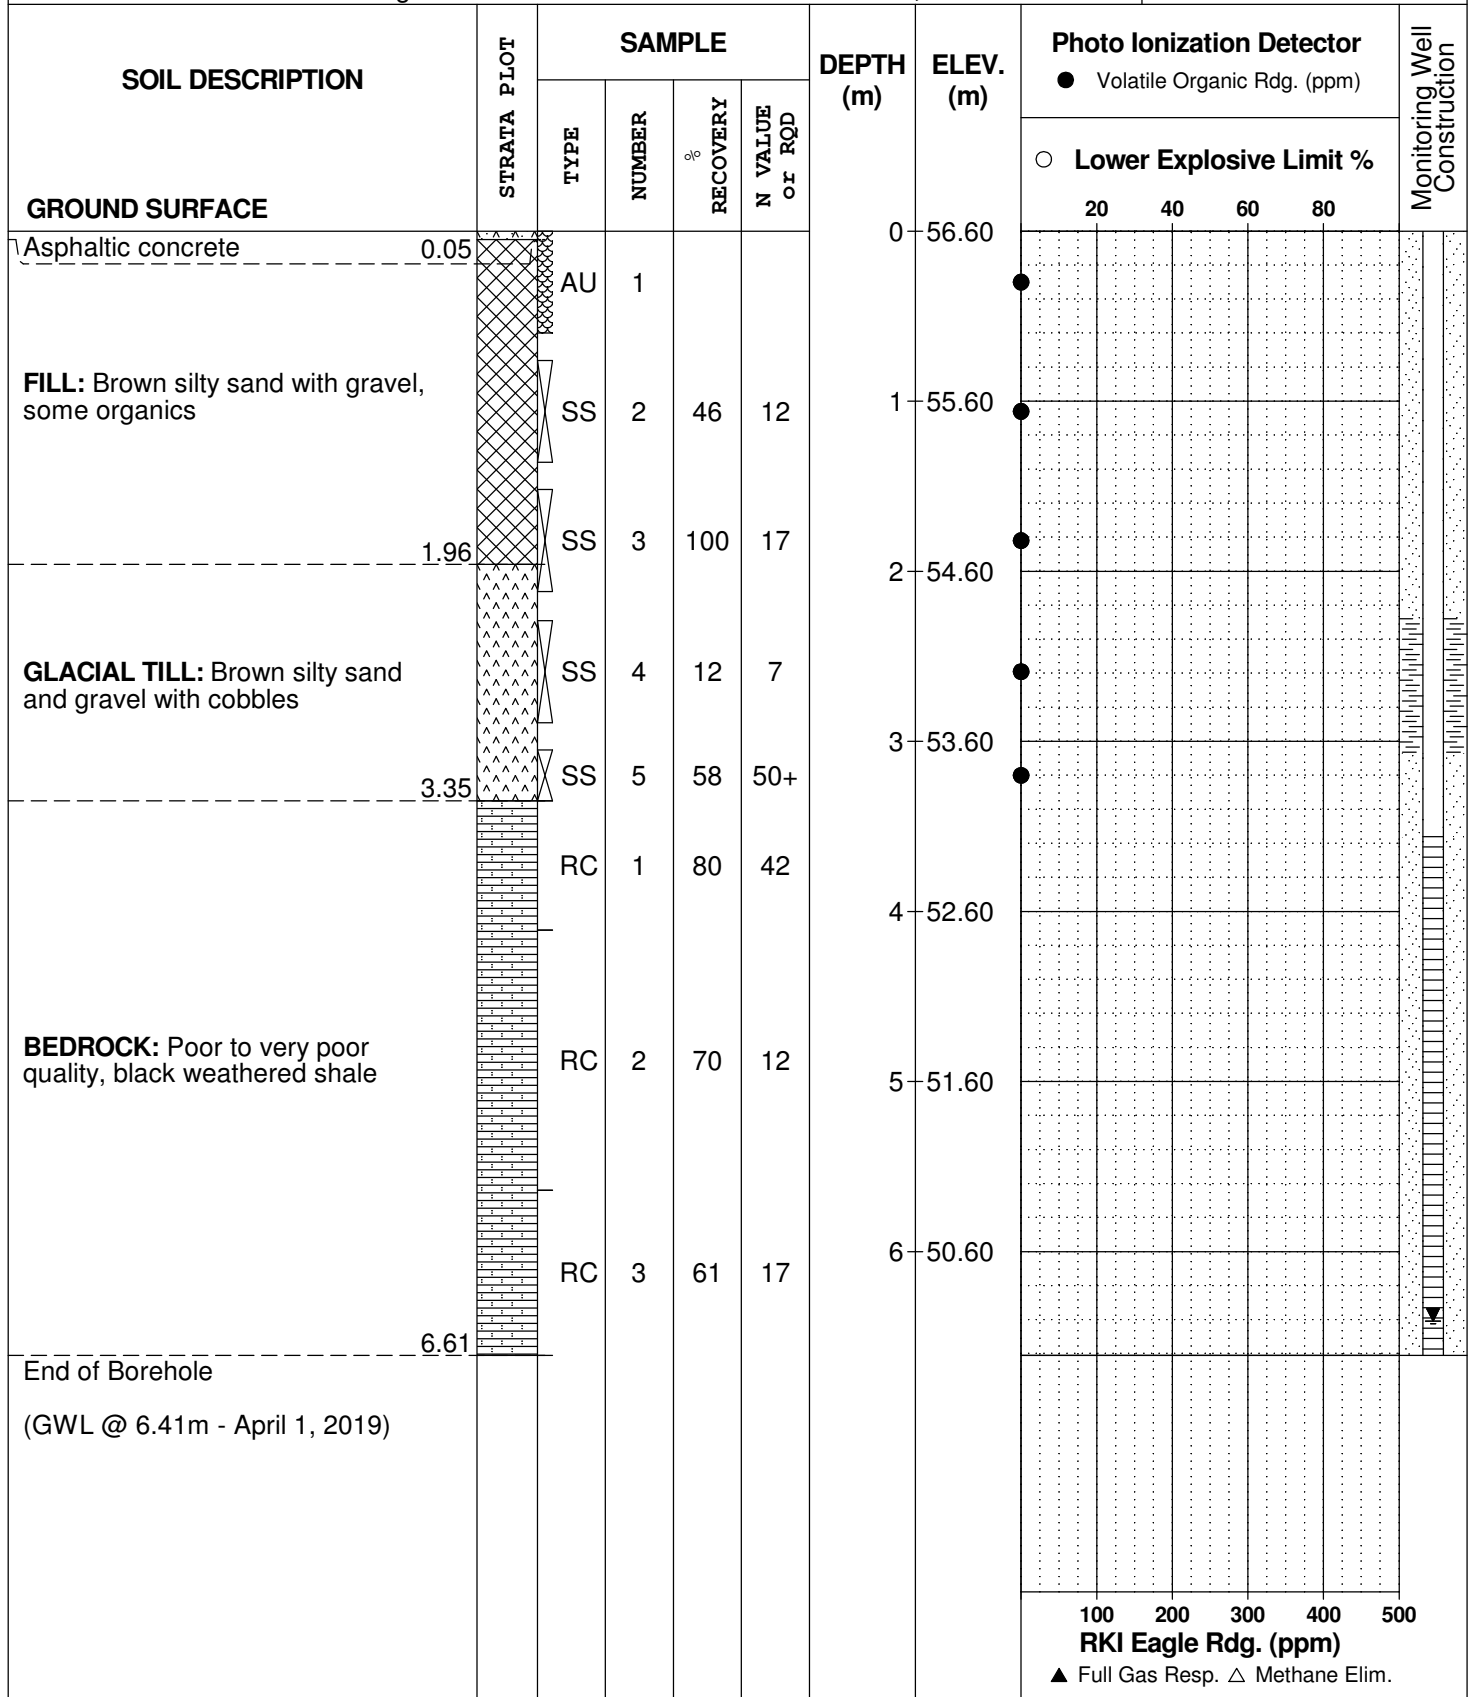 SOIL DESCRIPTION
GROUND SURFACE
STRATA PLOT
SAMPLE
TYPE
NUMBER
%
RECOVERY
N VALUE
or RQD
DEPTH
(m)
ELEV.
(m)
Photo Ionization Detector
● Volatile Organic Rdg. (ppm)
○ Lower Explosive Limit %
20 40 60 80
Monitoring Well
Construction
0 56.60
Asphaltic concrete 0.05
AU 1
FILL: Brown silty sand with gravel,
some organics
1 55.60
SS 2 46 12
SS 3 100 17
1.96
2 54.60
GLACIAL TILL: Brown silty sand
and gravel with cobbles
SS 4 12 7
3 53.60
SS 5 58 50+
3.35
RC 1 80 42
4 52.60
BEDROCK: Poor to very poor
quality, black weathered shale
RC 2 70 12
5 51.60
6 50.60
RC 3 61 17
6.61
End of Borehole
(GWL @ 6.41m - April 1, 2019)
100 200 300 400 500
RKI Eagle Rdg. (ppm)
▲ Full Gas Resp. △ Methane Elim.